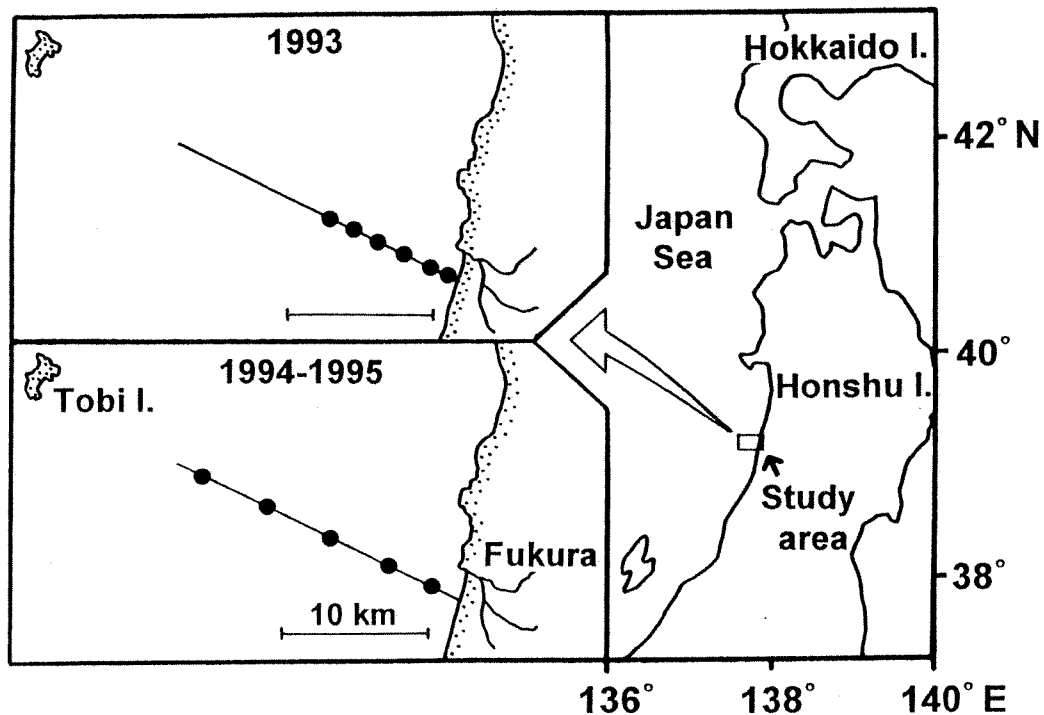 1993
Hokkaido I.
42° N
Japan
Sea
40°
1994-1995
Tobi I.
Honshu I.
Study
area
Fukura
38°
10 km
136°
138°
140° E